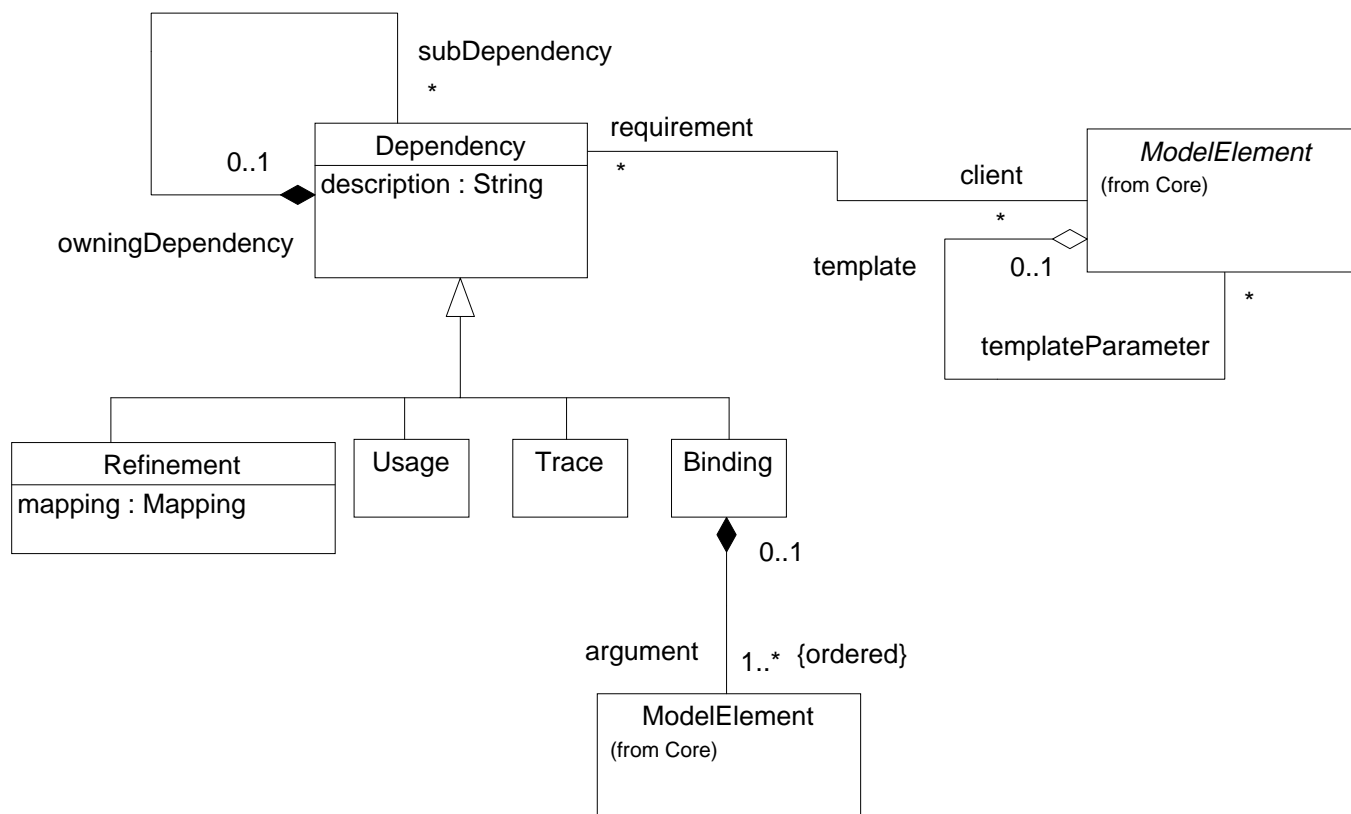 subDependency
*
Dependency
description : String
0..1
owningDependency
requirement
*
client
*
ModelElement
(from Core)
template
0..1
*
templateParameter
Refinement
mapping : Mapping
Usage
Trace
Binding
0..1
argument
1..* {ordered}
ModelElement
(from Core)